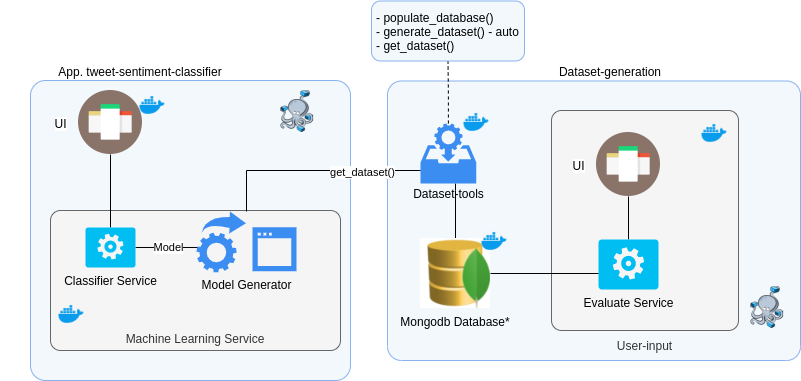 - populate_database()
- generate_dataset() - auto
- get_dataset()
App. tweet-sentiment-classifier
Dataset-generation
UI
UI
get_dataset()
Dataset-tools
Model
Classifier Service
Model Generator
Evaluate Service
Mongodb Database*
Machine Learning Service
User-input